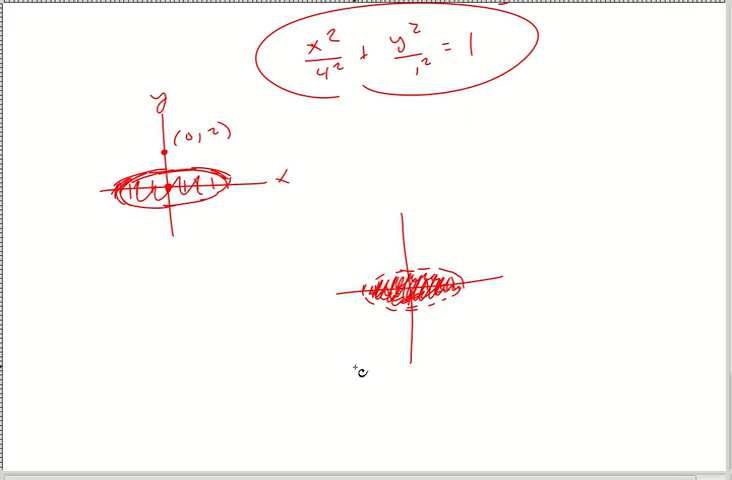 x²/4² + y²/1² = 1
y
(0, 2)
x